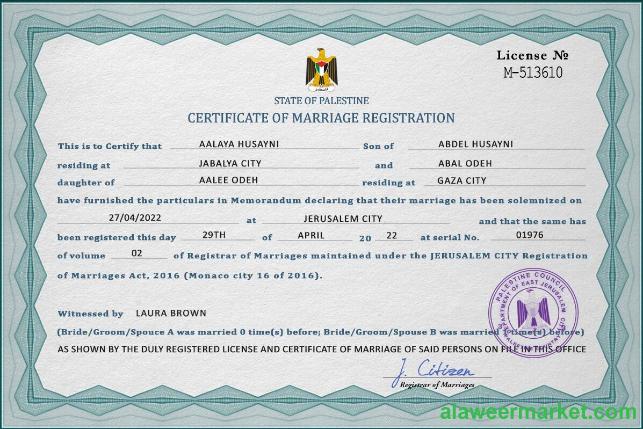 License №
M-513610
STATE OF PALESTINE
CERTIFICATE OF MARRIAGE REGISTRATION
This is to Certify that AALAYA HUSAYNI Son of ABDEL HUSAYNI
residing at JABALYA CITY and ABAL ODEH
daughter of AALEE ODEH residing at GAZA CITY
have furnished the particulars in Memorandum declaring that their marriage has been solemnized on
27/04/2022 at JERUSALEM CITY and that the same has
been registered this day 29TH of APRIL 20 22 at serial No. 01976
of volume 02 of Registrar of Marriages maintained under the JERUSALEM CITY Registration
of Marriages Act, 2016 (Monaco city 16 of 2016).
PALESTINE COUNCIL
DEPARTMENT OF EAST JERUSALEM CITY
Witnessed by LAURA BROWN
(Bride/Groom/Spouce A was married 0 time(s) before; Bride/Groom/Spouse B was married 1 time(s) before)
AS SHOWN BY THE DULY REGISTERED LICENSE AND CERTIFICATE OF MARRIAGE OF SAID PERSONS ON FILE IN THIS OFFICE
J. Citizen
Registrar of Marriages
alaweermarket.com